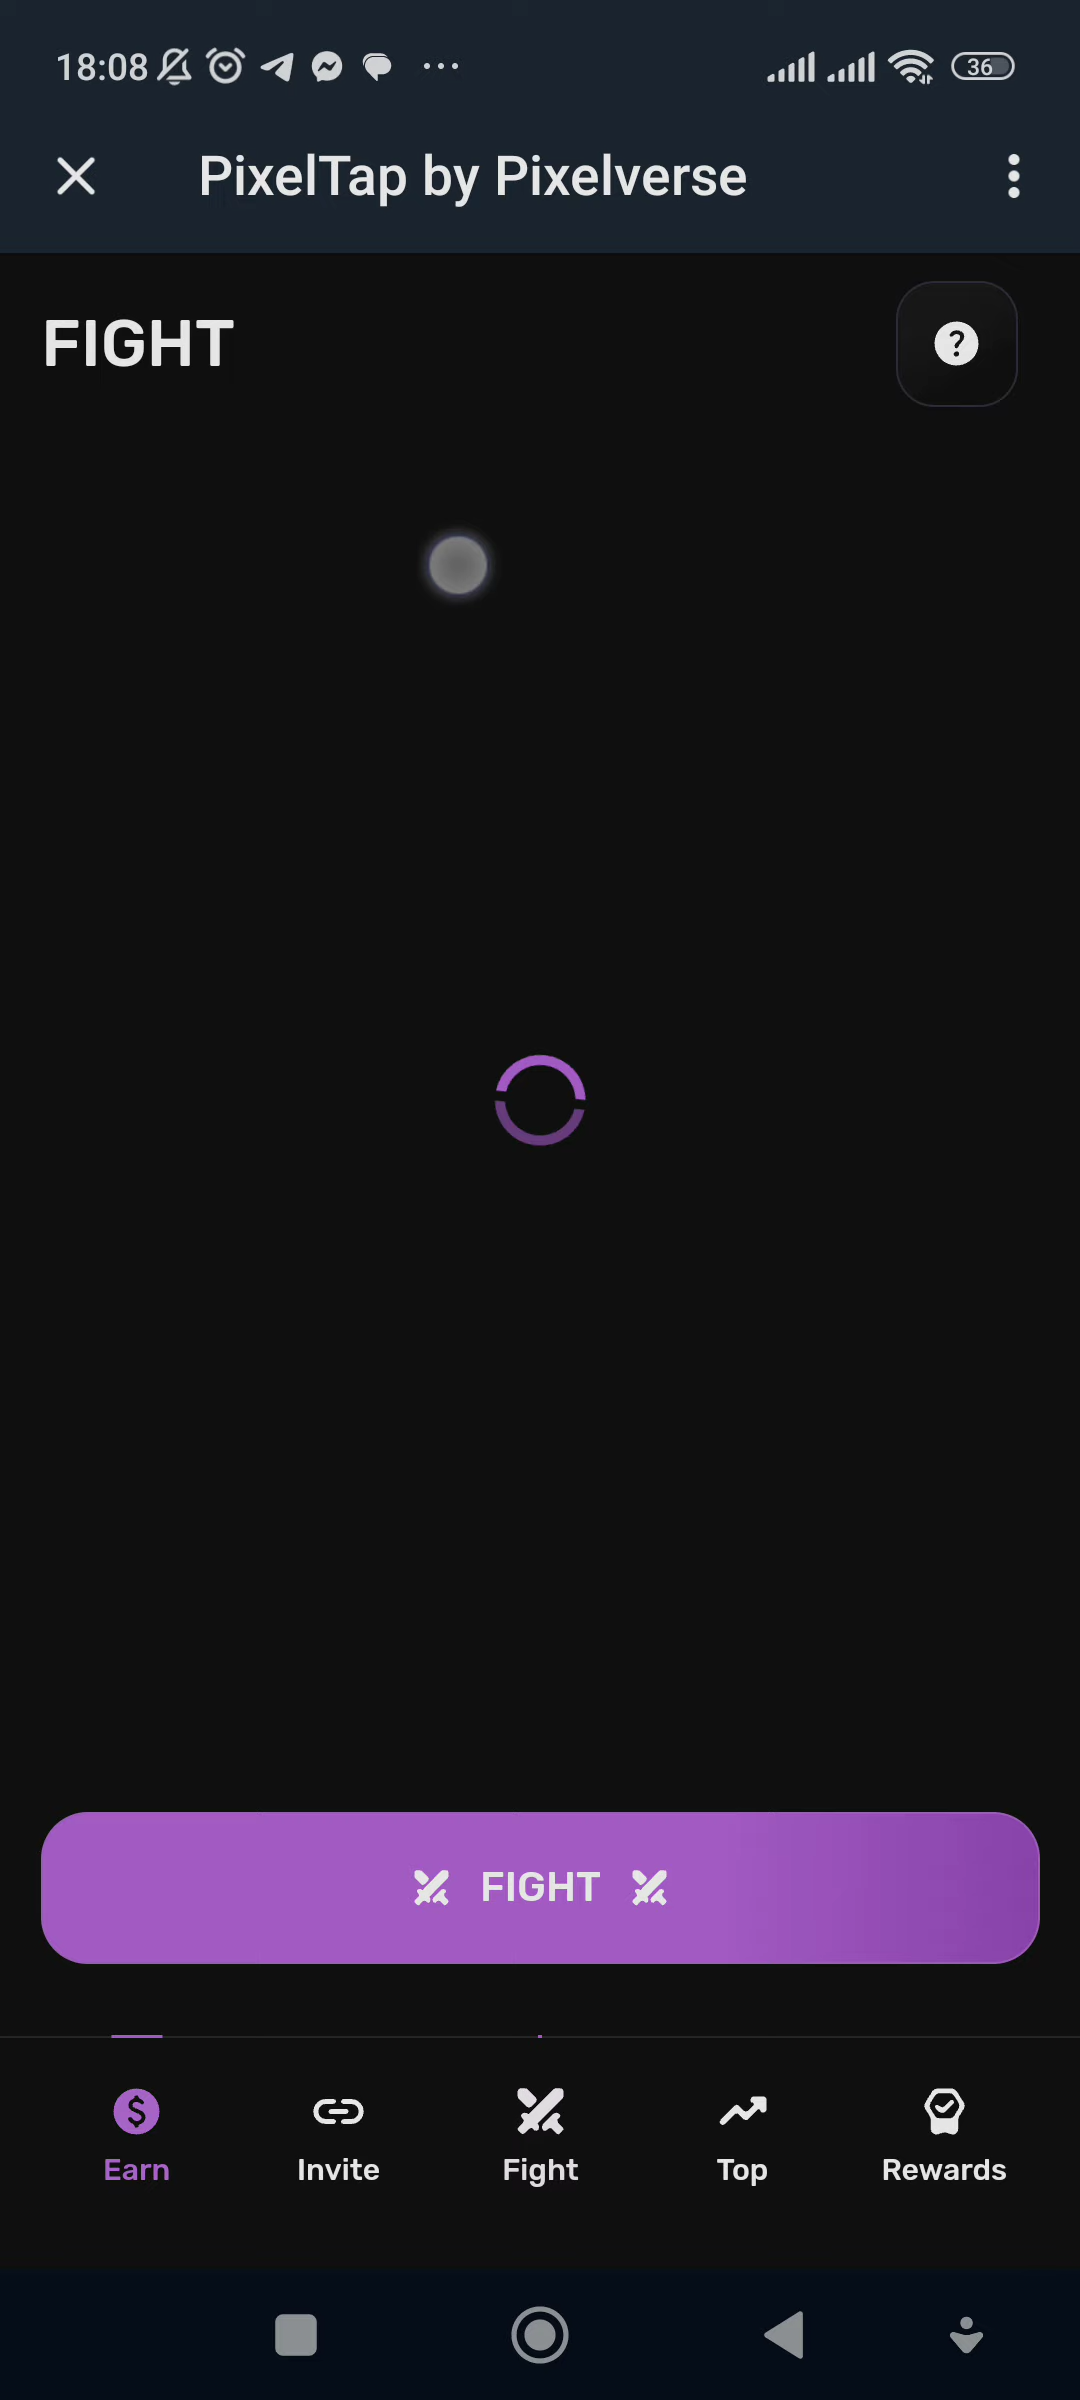 18:08
36
PixelTap by Pixelverse
FIGHT
FIGHT
Earn
Invite
Fight
Top
Rewards